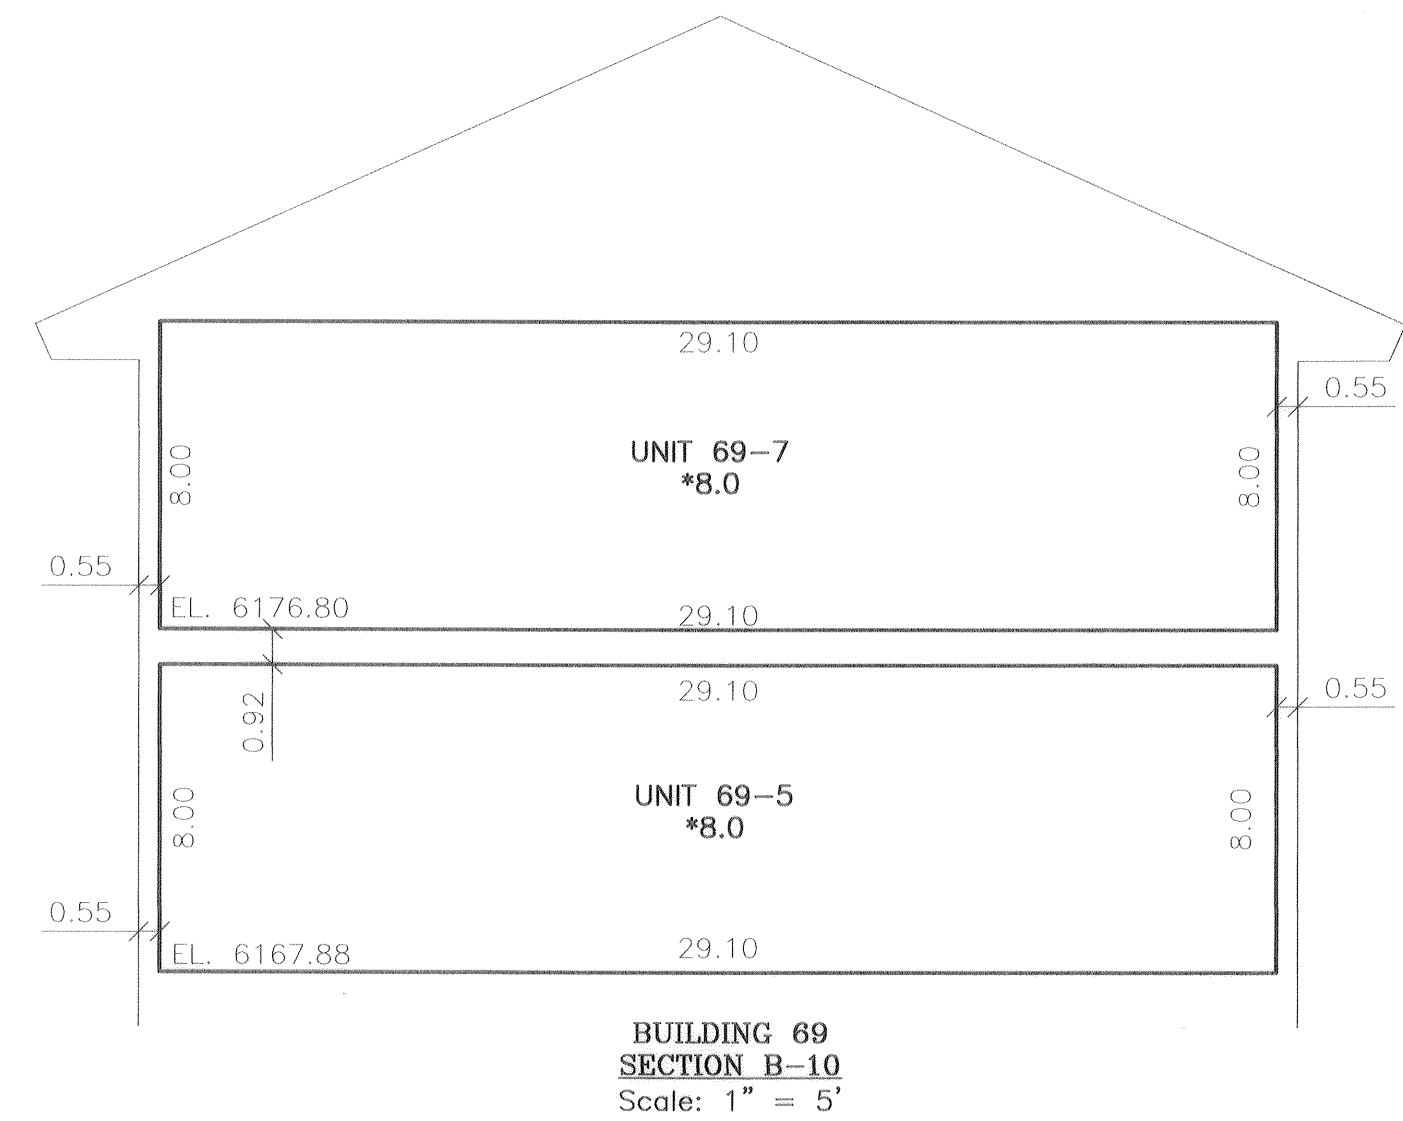 29.10
0.55
8.00
UNIT 69-7
*8.0
8.00
0.55
EL. 6176.80
29.10
29.10
0.55
0.92
8.00
UNIT 69-5
*8.0
8.00
0.55
EL. 6167.88
29.10
BUILDING 69
SECTION B-10
Scale: 1" = 5'